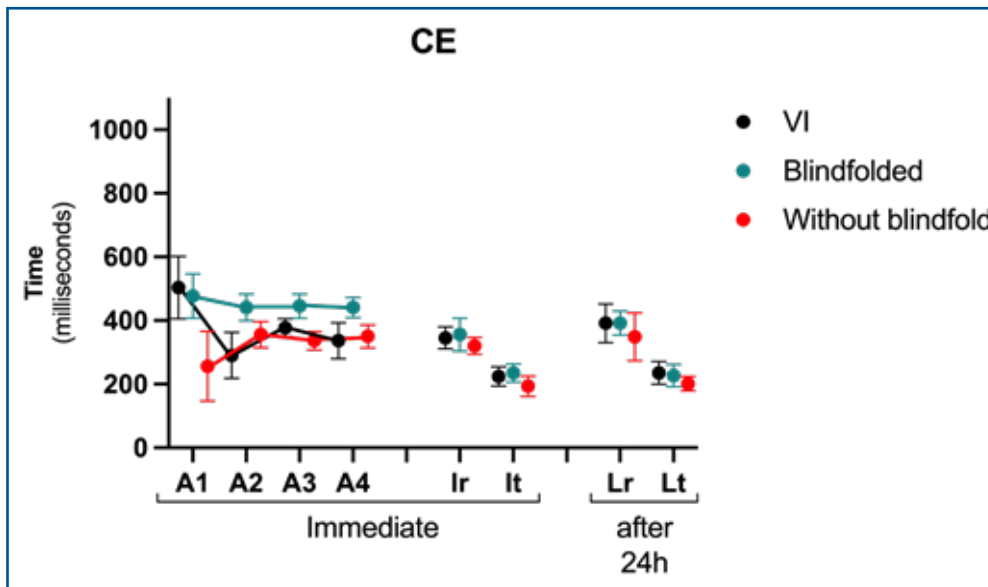 CE
1000
800
600
400
200
0
Time
(milliseconds)
VI
Blindfolded
Without blindfold
A1 A2 A3 A4 Ir It Lr Lt
Immediate
after
24h